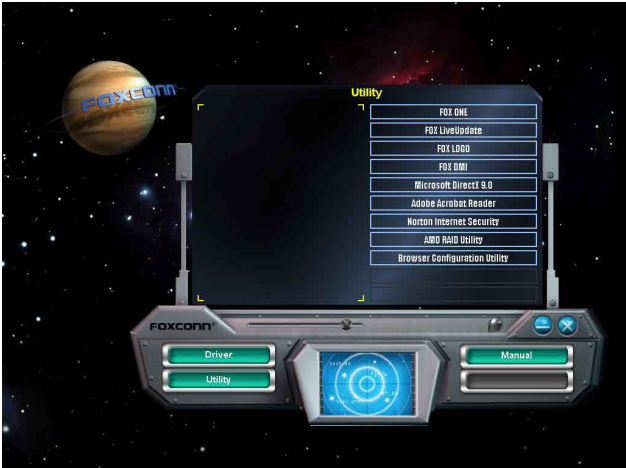 FOXCONN
Utility
FOX ONE
FOX LiveUpdate
FOX LOGO
FOX DMI
Microsoft DirectX 9.0
Adobe Acrobat Reader
Norton Internet Security
AMD RAID Utility
Browser Configuration Utility
FOXCONN
Driver
Manual
Utility